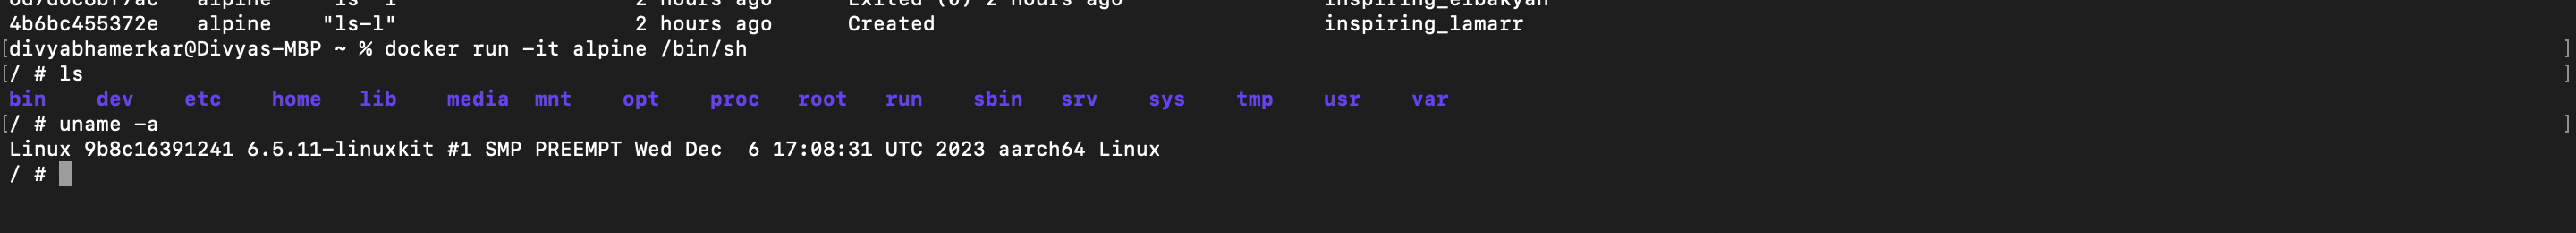 alpine 2 hours ago Exited (0) 2 hours ago
4b6bc455372e alpine "ls-l" 2 hours ago Created inspiring_lamarr
[divyabhamerkar@Divyas-MBP ~ % docker run -it alpine /bin/sh ]
[/ # ls ]
bin dev etc home lib media mnt opt proc root run sbin srv sys tmp usr var
[/ # uname -a ]
Linux 9b8c16391241 6.5.11-linuxkit #1 SMP PREEMPT Wed Dec  6 17:08:31 UTC 2023 aarch64 Linux
/ #